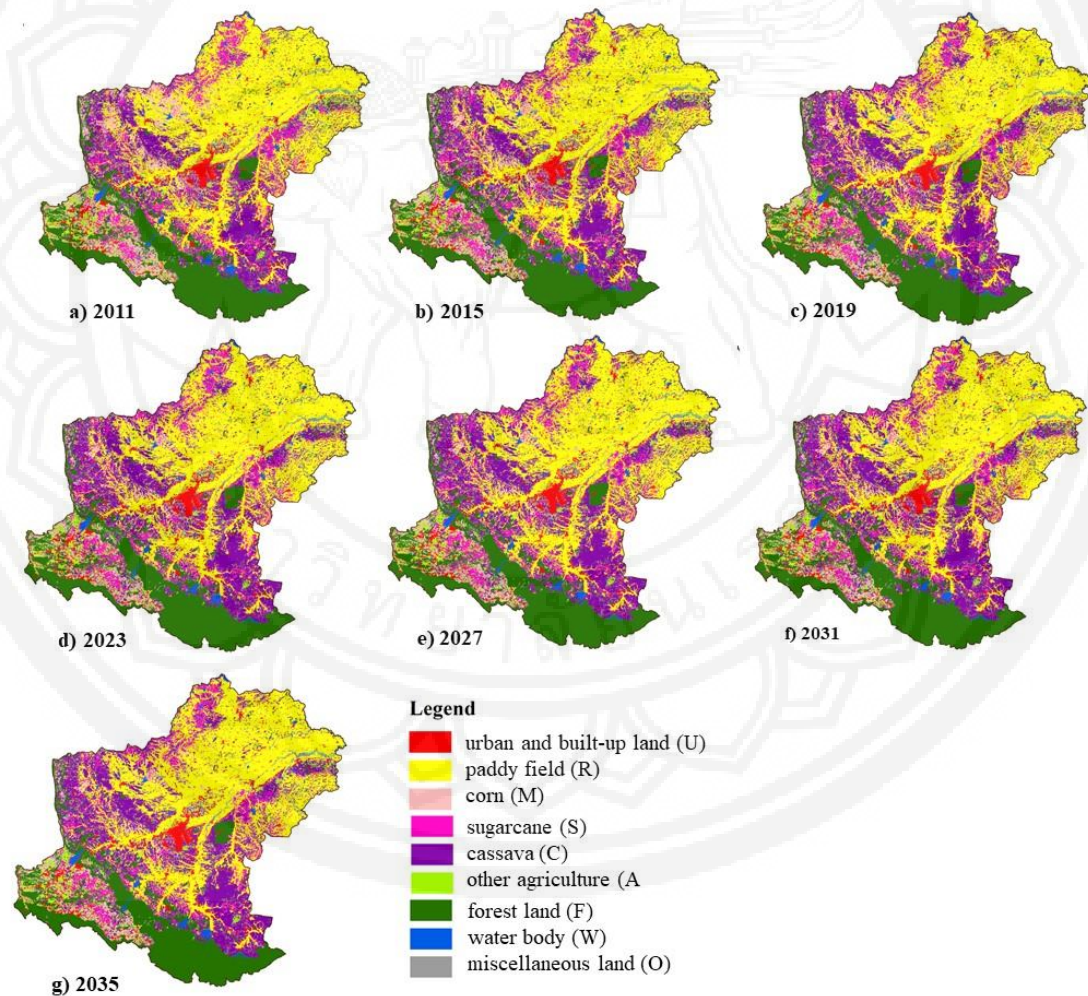 a) 2011
b) 2015
c) 2019
d) 2023
e) 2027
f) 2031
g) 2035
Legend
urban and built-up land (U)
paddy field (R)
corn (M)
sugarcane (S)
cassava (C)
other agriculture (A
forest land (F)
water body (W)
miscellaneous land (O)